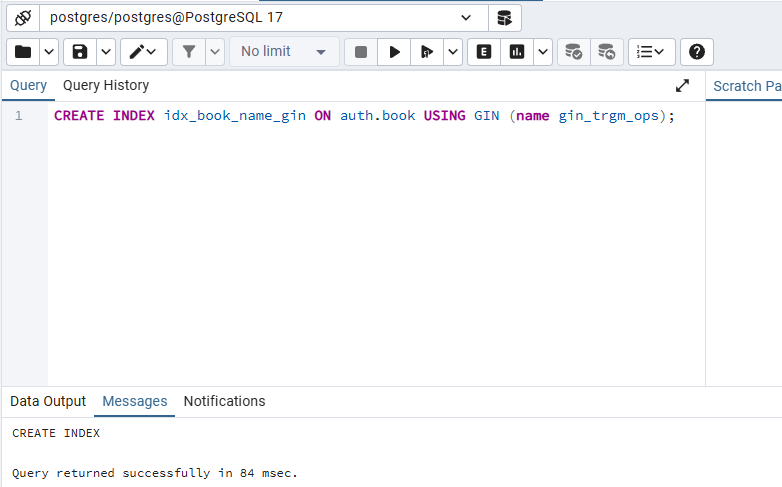 postgres/postgres@PostgreSQL 17
No limit
E
Query Query History
Scratch Pa
1 CREATE INDEX idx_book_name_gin ON auth.book USING GIN (name gin_trgm_ops);
Data Output Messages Notifications
CREATE INDEX
Query returned successfully in 84 msec.